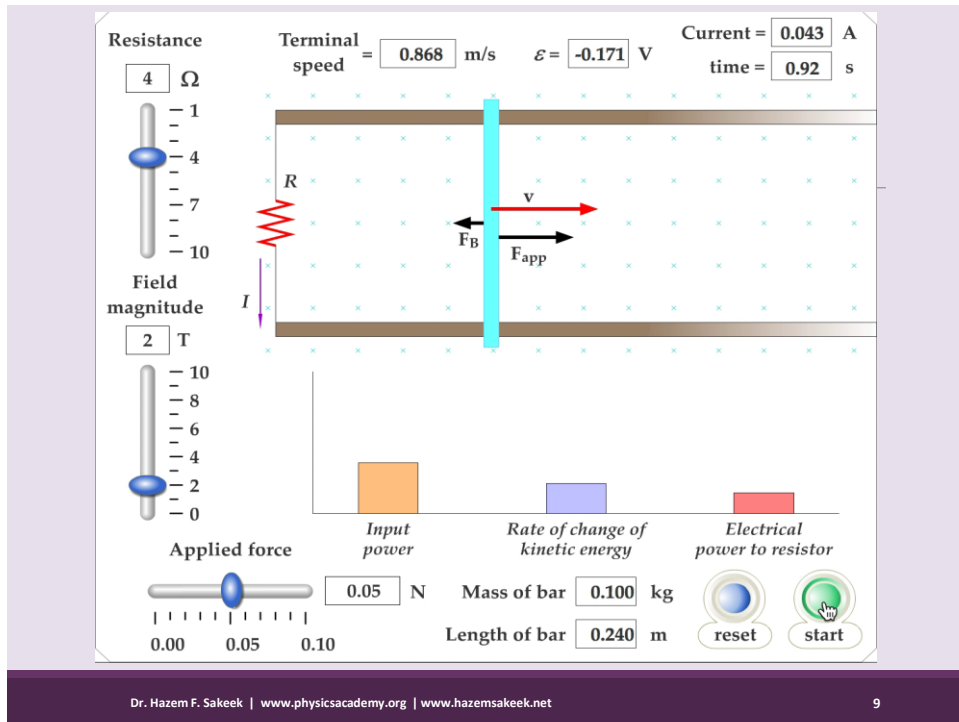 Resistance
4 Ω
1
4
7
10
Terminal speed = 0.868 m/s
ε = -0.171 V
Current = 0.043 A
time = 0.92 s
R
v
F_B
F_app
I
Field
magnitude
2 T
10
8
6
4
2
0
Input
power
Rate of change of
kinetic energy
Electrical
power to resistor
Applied force
0.05 N
0.00 0.05 0.10
Mass of bar 0.100 kg
Length of bar 0.240 m
reset
start
Dr. Hazem F. Sakeek | www.physicsacademy.org | www.hazemsakeek.net
9